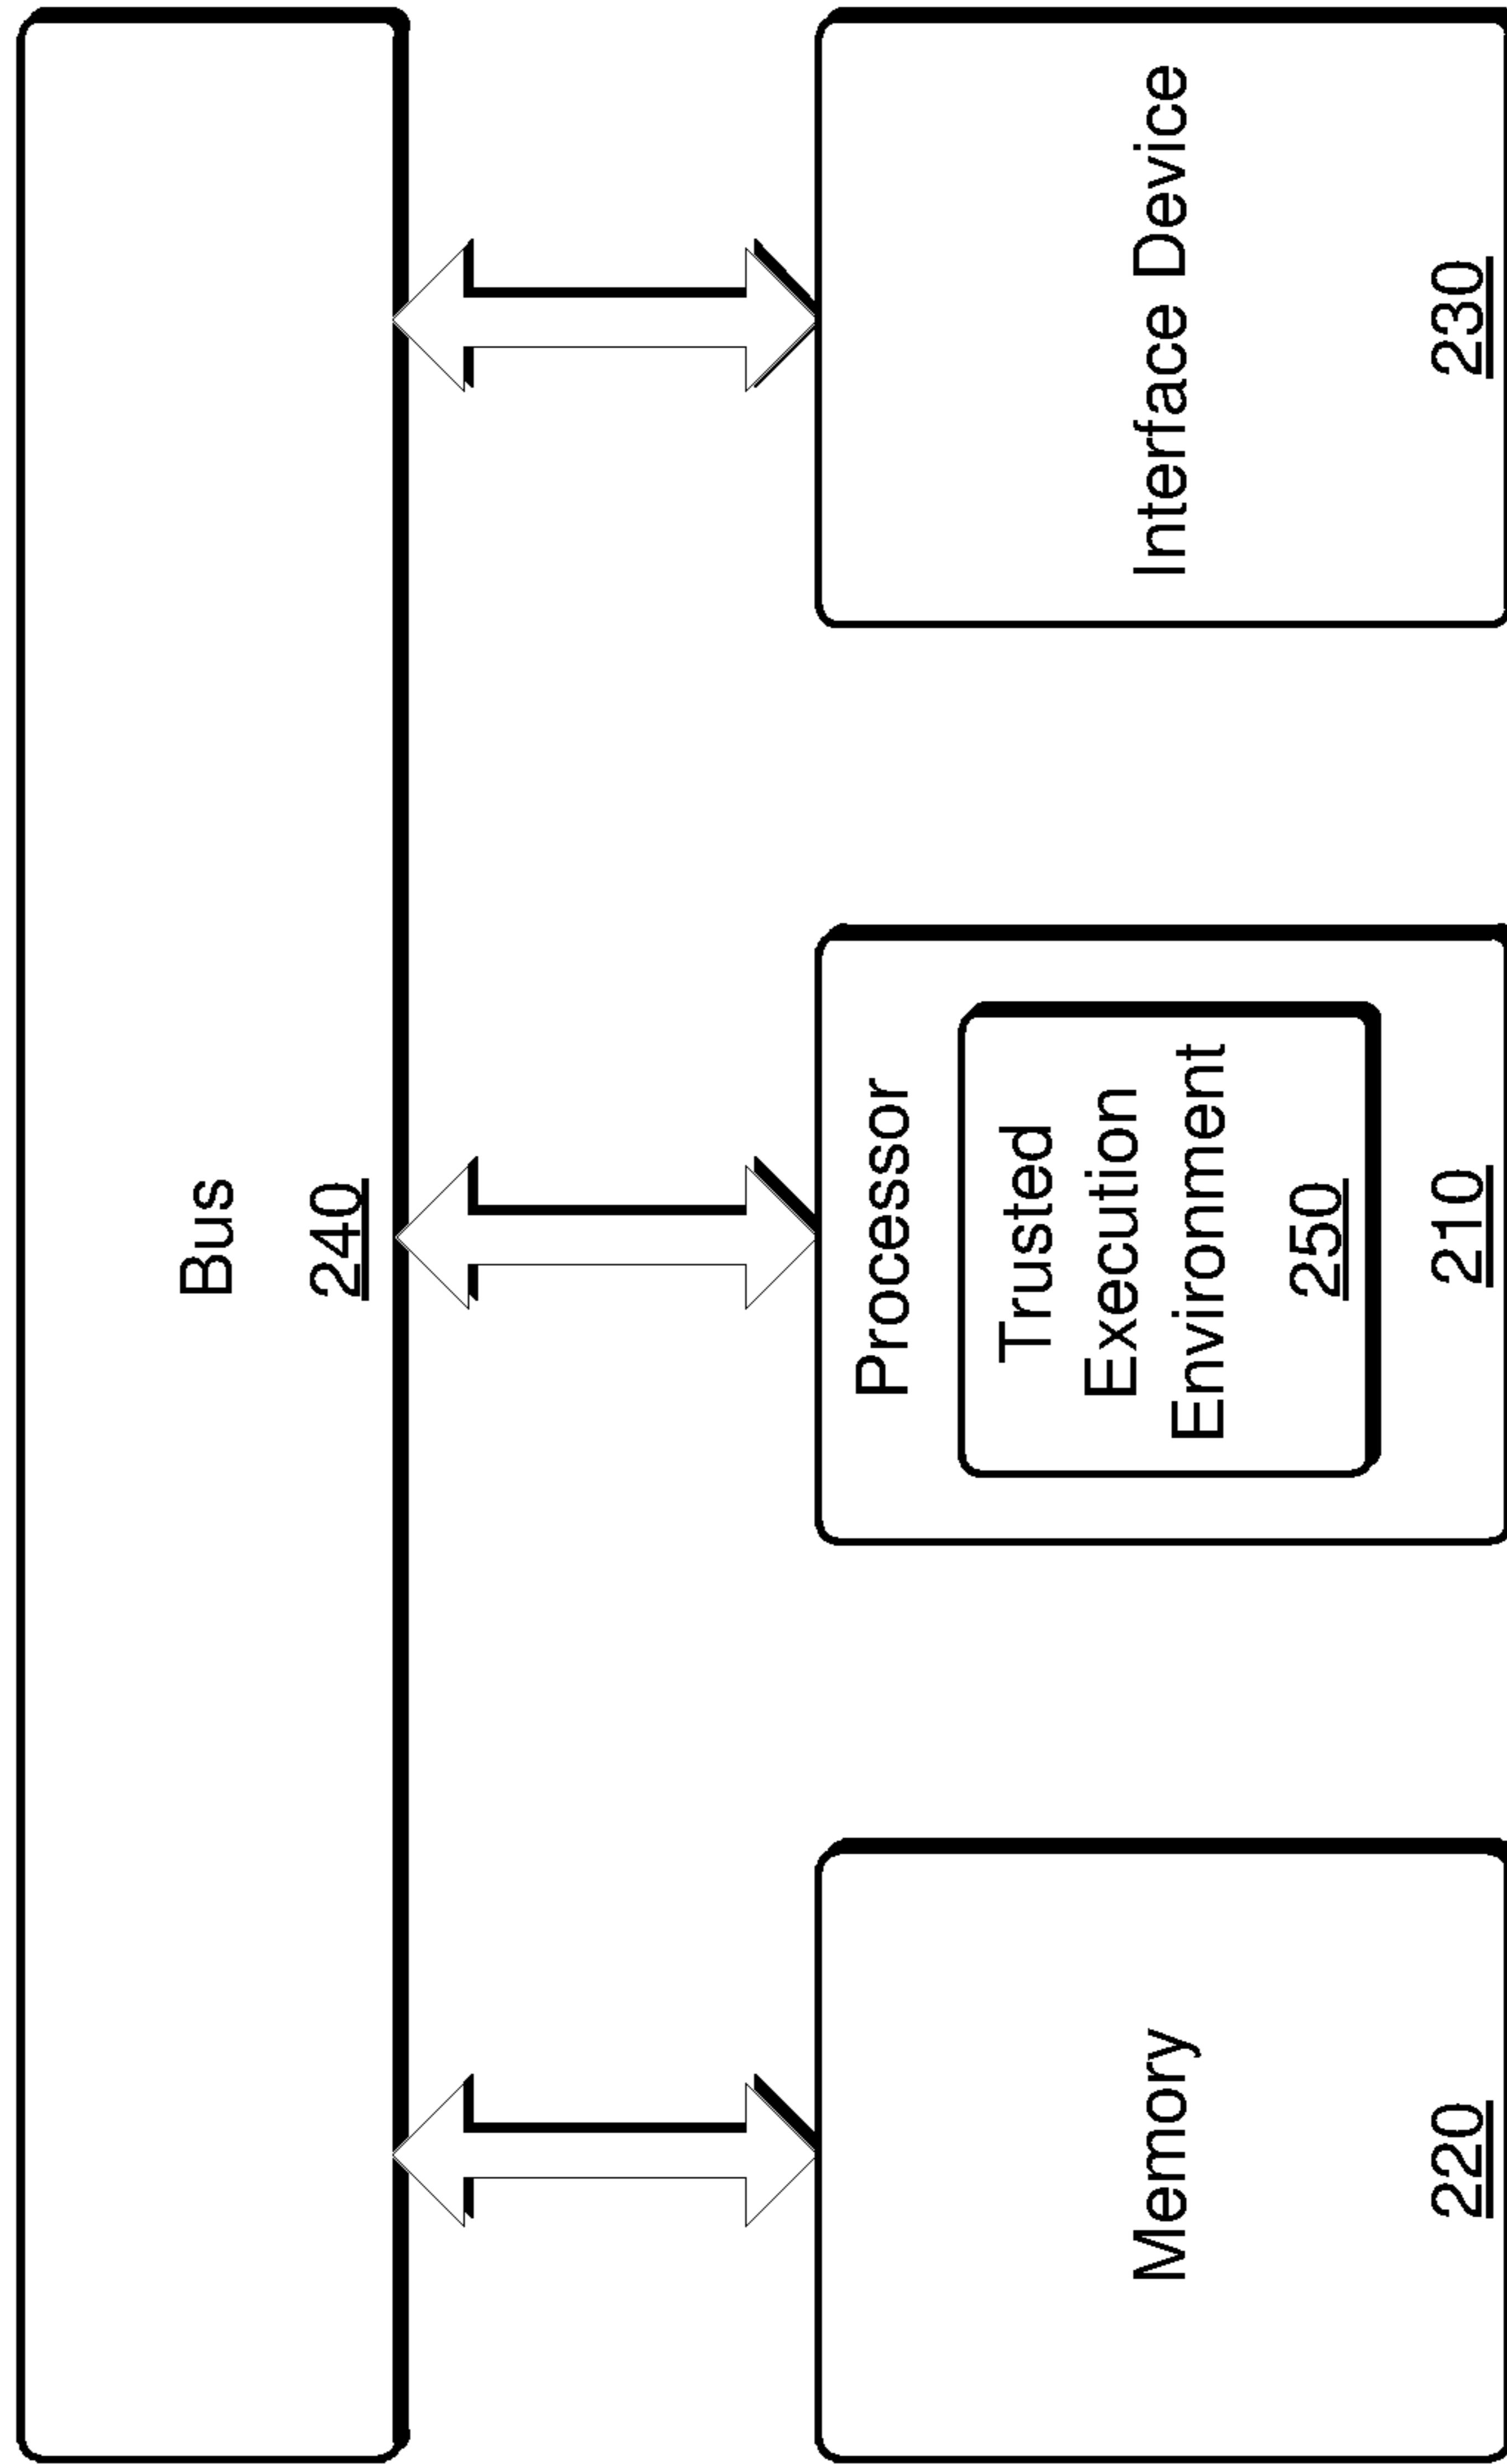 Bus
240
Memory
220
Processor
Trusted
Execution
Environment
250
210
Interface Device
230